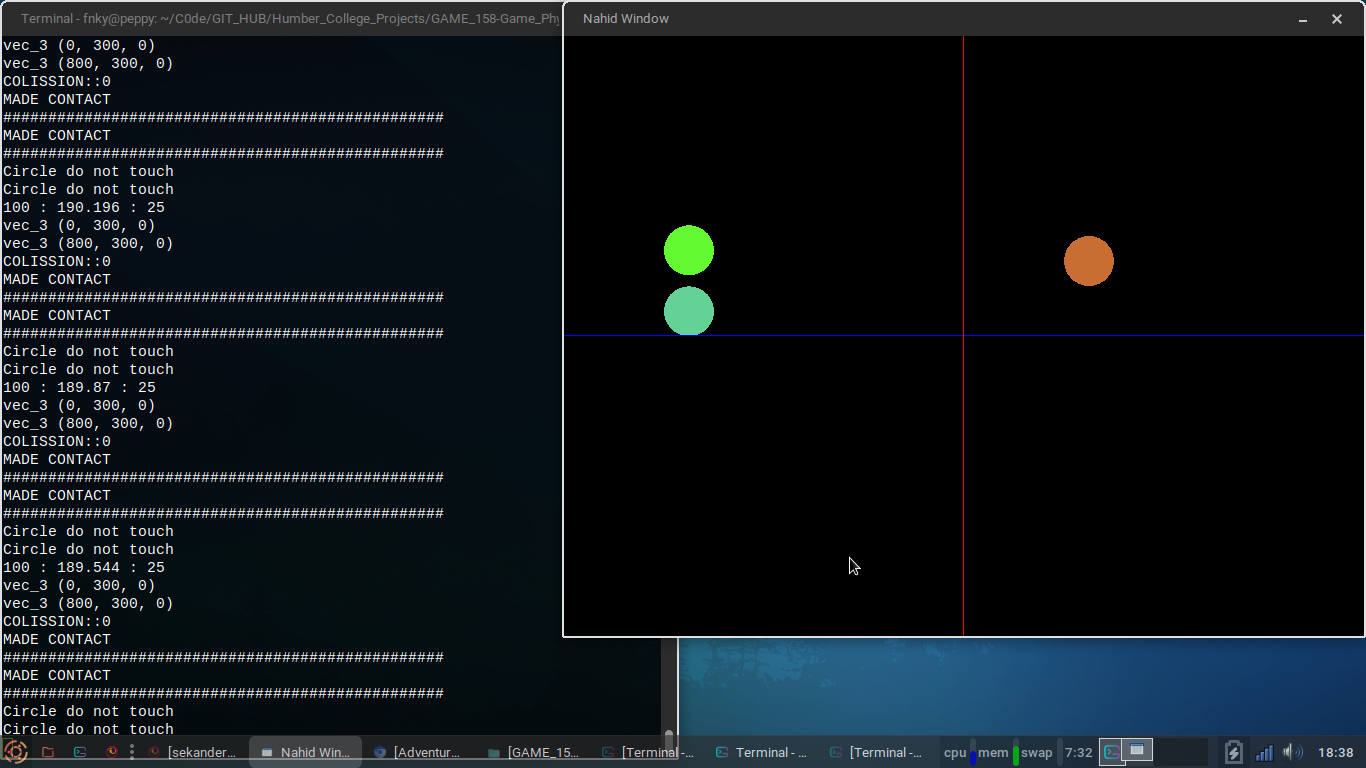 Terminal - fnky@peppy: ~/C0de/GIT_HUB/Humber_College_Projects/GAME_158-Game_Phy
Nahid Window
vec_3 (0, 300, 0)
vec_3 (800, 300, 0)
COLISSION::0
MADE CONTACT
#################################################
MADE CONTACT
#################################################
Circle do not touch
Circle do not touch
100 : 190.196 : 25
vec_3 (0, 300, 0)
vec_3 (800, 300, 0)
COLISSION::0
MADE CONTACT
#################################################
MADE CONTACT
#################################################
Circle do not touch
Circle do not touch
100 : 189.87 : 25
vec_3 (0, 300, 0)
vec_3 (800, 300, 0)
COLISSION::0
MADE CONTACT
#################################################
MADE CONTACT
#################################################
Circle do not touch
Circle do not touch
100 : 189.544 : 25
vec_3 (0, 300, 0)
vec_3 (800, 300, 0)
COLISSION::0
MADE CONTACT
#################################################
MADE CONTACT
#################################################
Circle do not touch
Circle do not touch
[sekander... Nahid Win... [Adventur... [GAME_15... [Terminal -... Terminal - ... [Terminal -... cpu mem swap 7:32 18:38